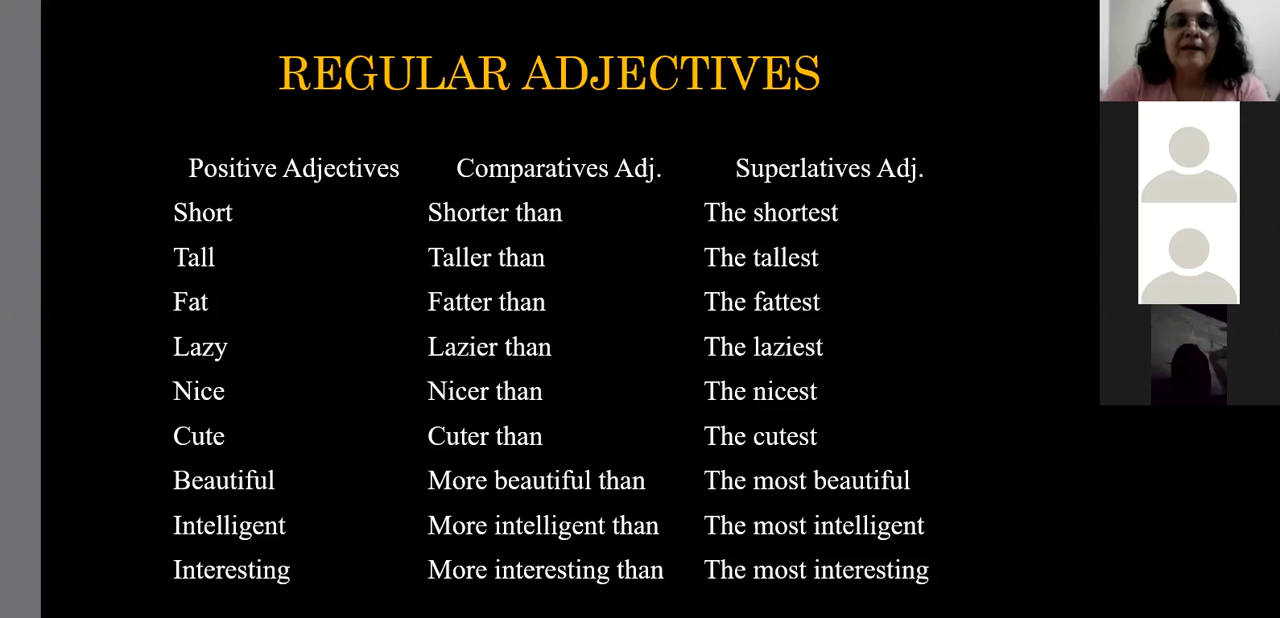 REGULAR ADJECTIVES
Positive Adjectives Comparatives Adj. Superlatives Adj.
Short Shorter than The shortest
Tall Taller than The tallest
Fat Fatter than The fattest
Lazy Lazier than The laziest
Nice Nicer than The nicest
Cute Cuter than The cutest
Beautiful More beautiful than The most beautiful
Intelligent More intelligent than The most intelligent
Interesting More interesting than The most interesting